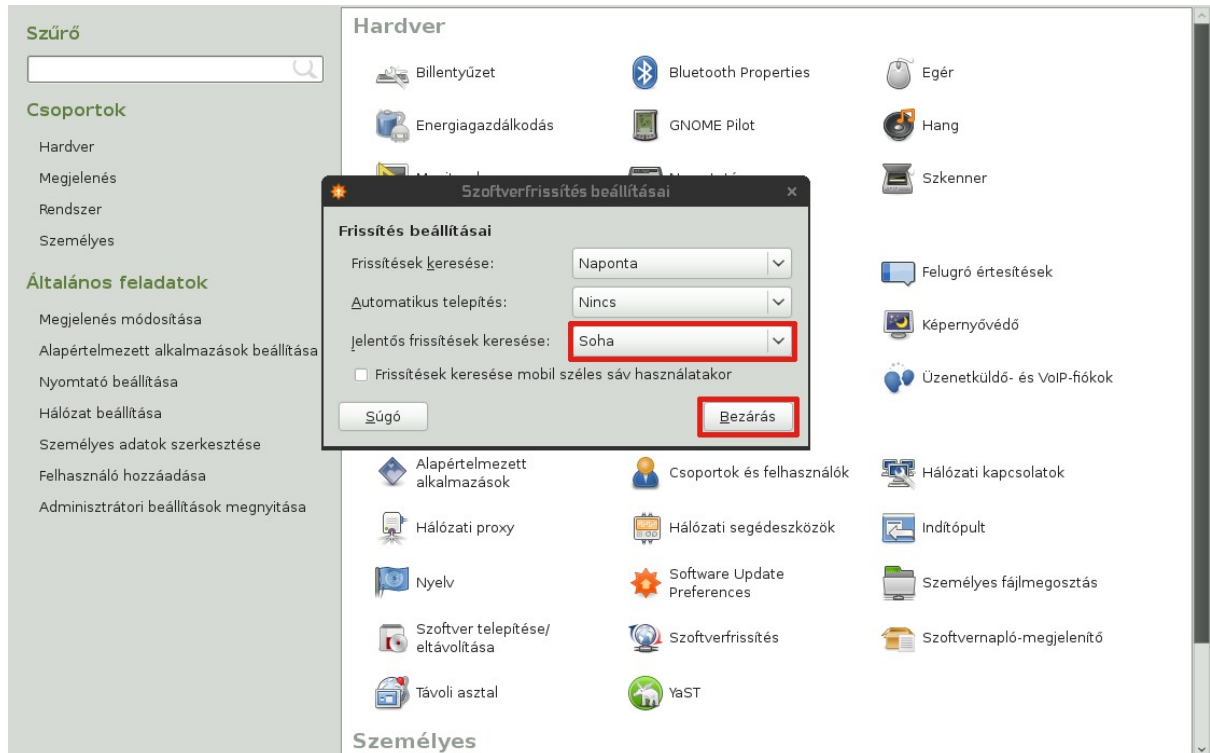 Szűrő
Csoportok
Hardver
Megjelenés
Rendszer
Személyes
Általános feladatok
Megjelenés módosítása
Alapértelmezett alkalmazások beállítása
Nyomtató beállítása
Hálózat beállítása
Személyes adatok szerkesztése
Felhasználó hozzáadása
Adminisztrátori beállítások megnyitása
Hardver
Billentyűzet
Bluetooth Properties
Egér
Energiagazdálkodás
GNOME Pilot
Hang
Szkenner
Szoftverfrissítés beállításai
Frissítés beállításai
Frissítések keresése:
Naponta
Automatikus telepítés:
Nincs
Jelentős frissítések keresése:
Soha
Frissítések keresése mobil széles sáv használatakor
Súgó
Bezárás
Felugró értesítések
Képernyővédő
Üzenetküldő- és VoIP-fiókok
Alapértelmezett
alkalmazások
Csoportok és felhasználók
Hálózati kapcsolatok
Hálózati proxy
Hálózati segédeszközök
Indítópult
Nyelv
Software Update
Preferences
Személyes fájlmegosztás
Szoftver telepítése/
eltávolítása
Szoftverfrissítés
Szoftvernapló-megjelenítő
Távoli asztal
YaST
Személyes